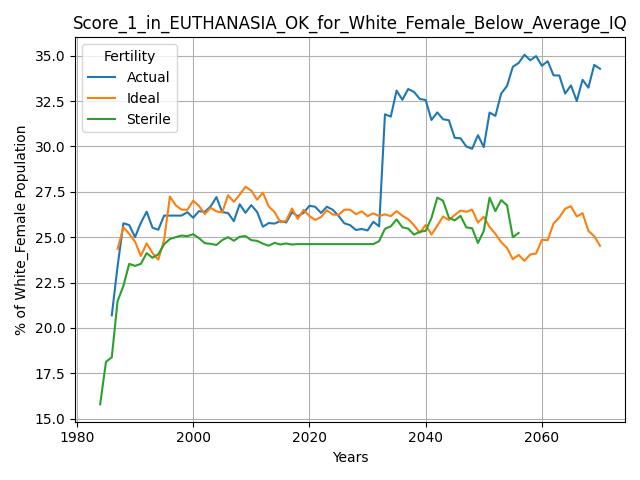 Score_1_in_EUTHANASIA_OK_for_White_Female_Below_Average_IQ
Fertility
Actual
Ideal
Sterile
% of White_Female Population
35.0
32.5
30.0
27.5
25.0
22.5
20.0
17.5
15.0
1980
2000
2020
2040
2060
Years